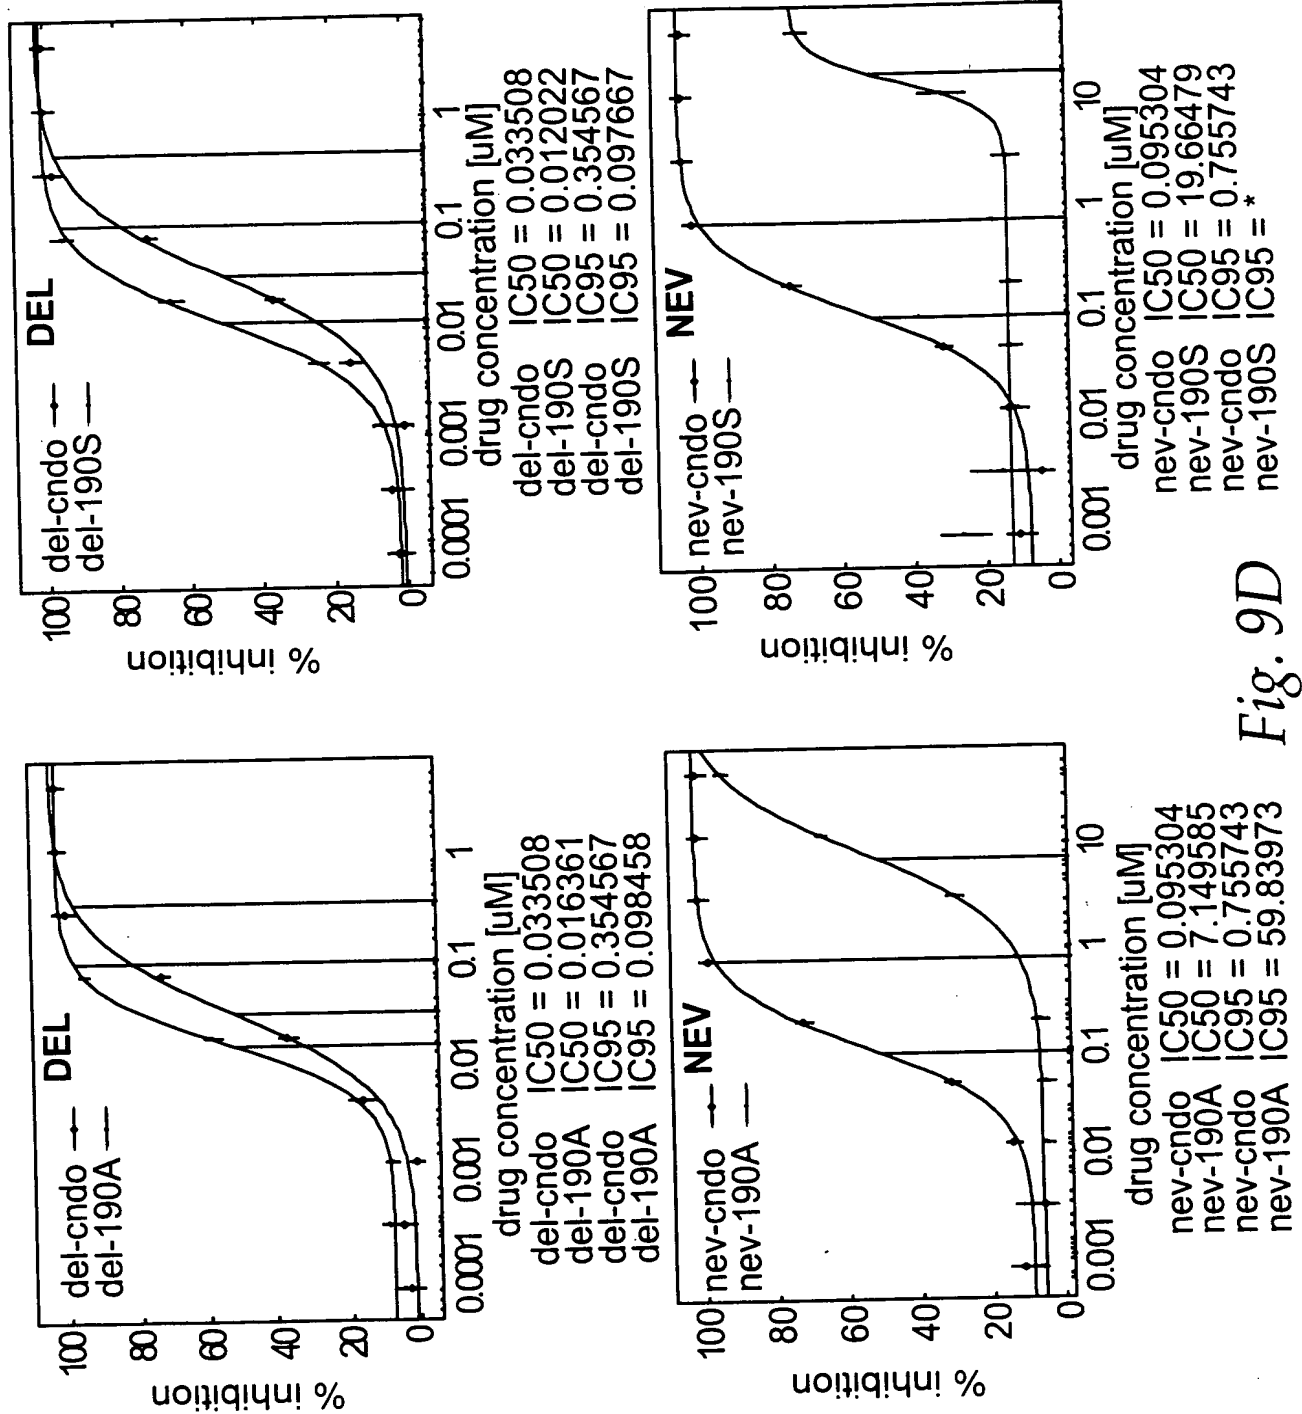 % inhibition
100
80
60
40
20
0
del-cndo
del-190A
DEL
0.0001
0.001
0.01
0.1
1
drug concentration [uM]
del-cndo IC50 = 0.033508
del-190A IC50 = 0.016361
del-cndo IC95 = 0.354567
del-190A IC95 = 0.098458
% inhibition
100
80
60
40
20
0
del-cndo
del-190S
DEL
0.0001
0.001
0.01
0.1
1
drug concentration [uM]
del-cndo IC50 = 0.033508
del-190S IC50 = 0.012022
del-cndo IC95 = 0.354567
del-190S IC95 = 0.097667
% inhibition
100
80
60
40
20
0
nev-cndo
nev-190A
NEV
0.001
0.01
0.1
1
10
drug concentration [uM]
nev-cndo IC50 = 0.095304
nev-190A IC50 = 7.149585
nev-cndo IC95 = 0.755743
nev-190A IC95 = 59.83973
% inhibition
100
80
60
40
20
0
nev-cndo
nev-190S
NEV
0.001
0.01
0.1
1
10
drug concentration [uM]
nev-cndo IC50 = 0.095304
nev-190S IC50 = 19.66479
nev-cndo IC95 = 0.755743
nev-190S IC95 = *
Fig. 9D